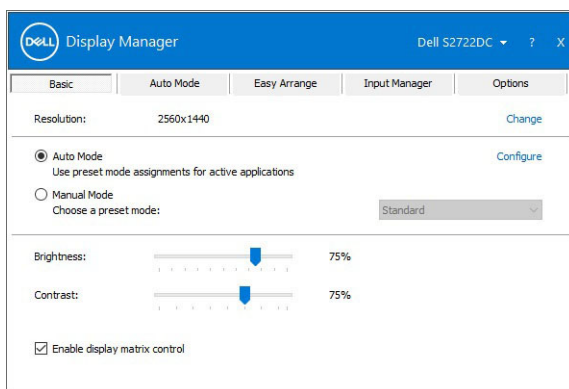 DELL Display Manager Dell S2722DC ? X
Basic Auto Mode Easy Arrange Input Manager Options
Resolution: 2560x1440 Change
Auto Mode Configure
Use preset mode assignments for active applications
Manual Mode
Choose a preset mode: Standard
Brightness: 75%
Contrast: 75%
Enable display matrix control